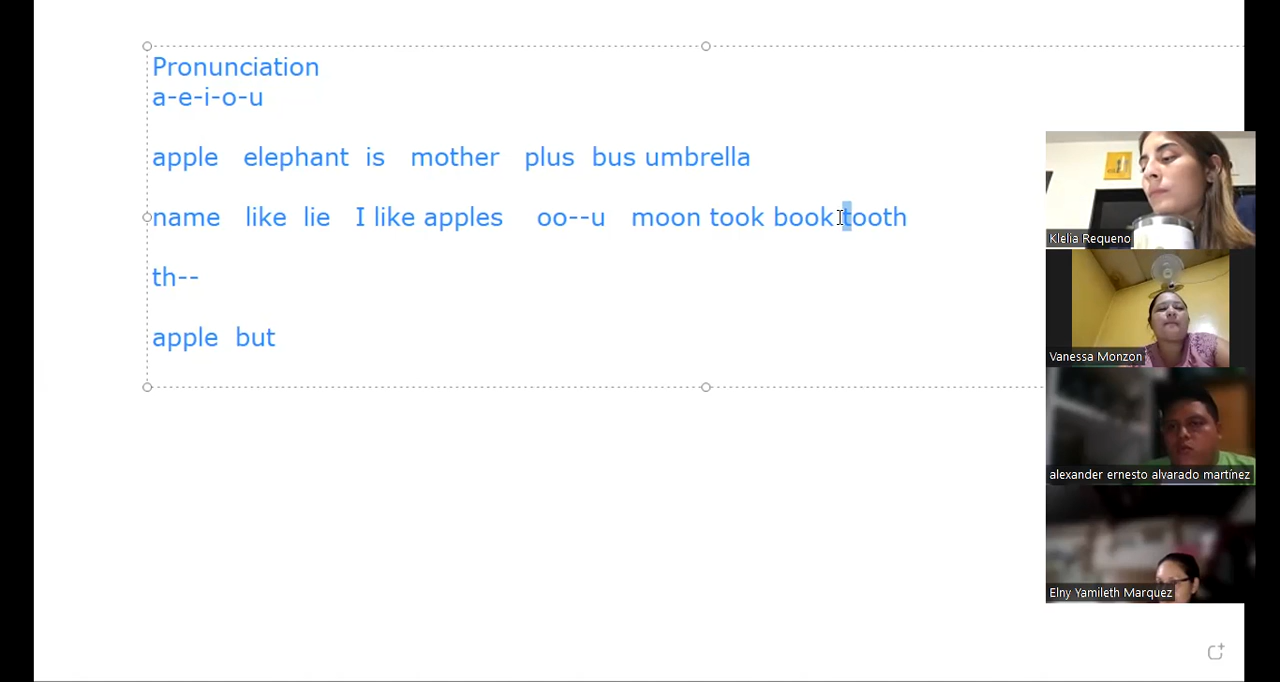 Pronunciation
a-e-i-o-u
apple elephant is mother plus bus umbrella
name like lie I like apples oo--u moon took book tooth
th--
apple but
Klelia Requeno
Vanessa Monzon
alexander ernesto alvarado martínez
Elny Yamileth Marquez